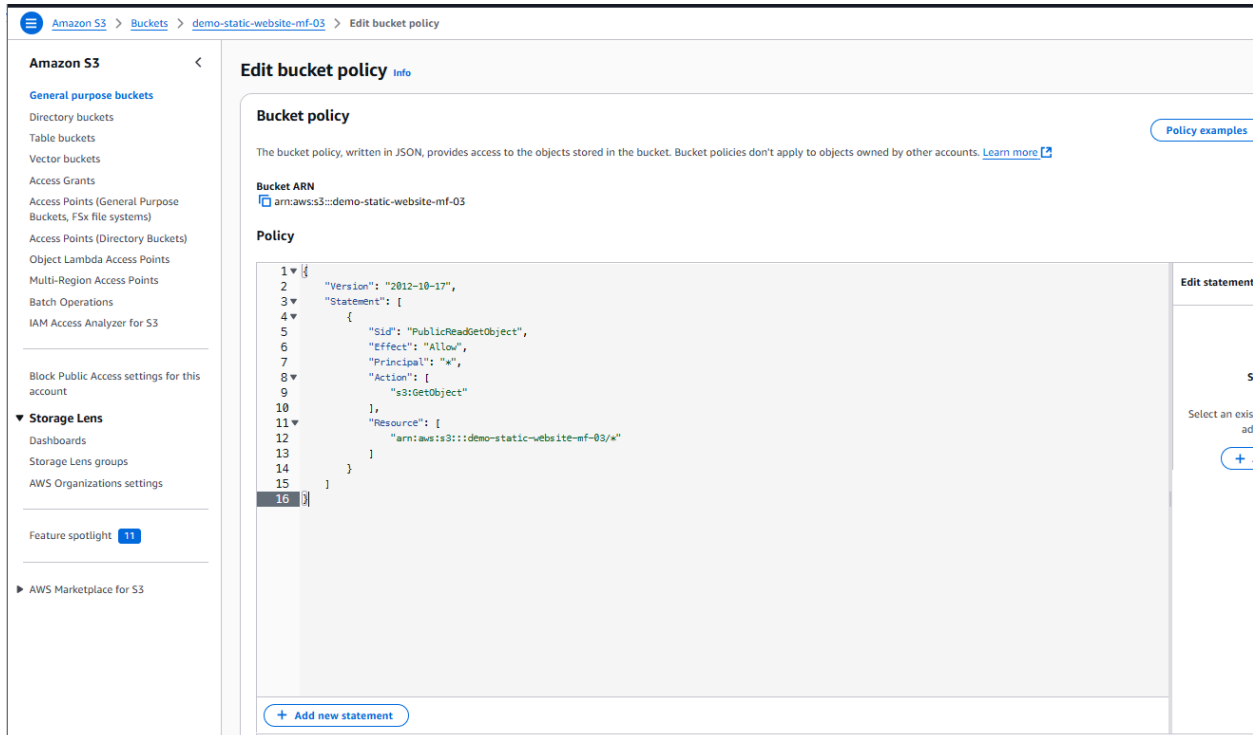 Amazon S3 > Buckets > demo-static-website-mf-03 > Edit bucket policy
Amazon S3
General purpose buckets
Directory buckets
Table buckets
Vector buckets
Access Grants
Access Points (General Purpose
Buckets, FSx file systems)
Access Points (Directory Buckets)
Object Lambda Access Points
Multi-Region Access Points
Batch Operations
IAM Access Analyzer for S3
Block Public Access settings for this
account
Storage Lens
Dashboards
Storage Lens groups
AWS Organizations settings
Feature spotlight 11
AWS Marketplace for S3
Edit bucket policy Info
Bucket policy
Policy examples
The bucket policy, written in JSON, provides access to the objects stored in the bucket. Bucket policies don't apply to objects owned by other accounts. Learn more
Bucket ARN
arn:aws:s3:::demo-static-website-mf-03
Policy
1 {
2 "Version": "2012-10-17",
3 "Statement": [
4 {
5 "Sid": "PublicReadGetObject",
6 "Effect": "Allow",
7 "Principal": "*",
8 "Action": [
9 "s3:GetObject"
10 ],
11 "Resource": [
12 "arn:aws:s3:::demo-static-website-mf-03/*"
13 ]
14 }
15 ]
16 }
+ Add new statement
Edit statement
S
Select an exis
ad
+